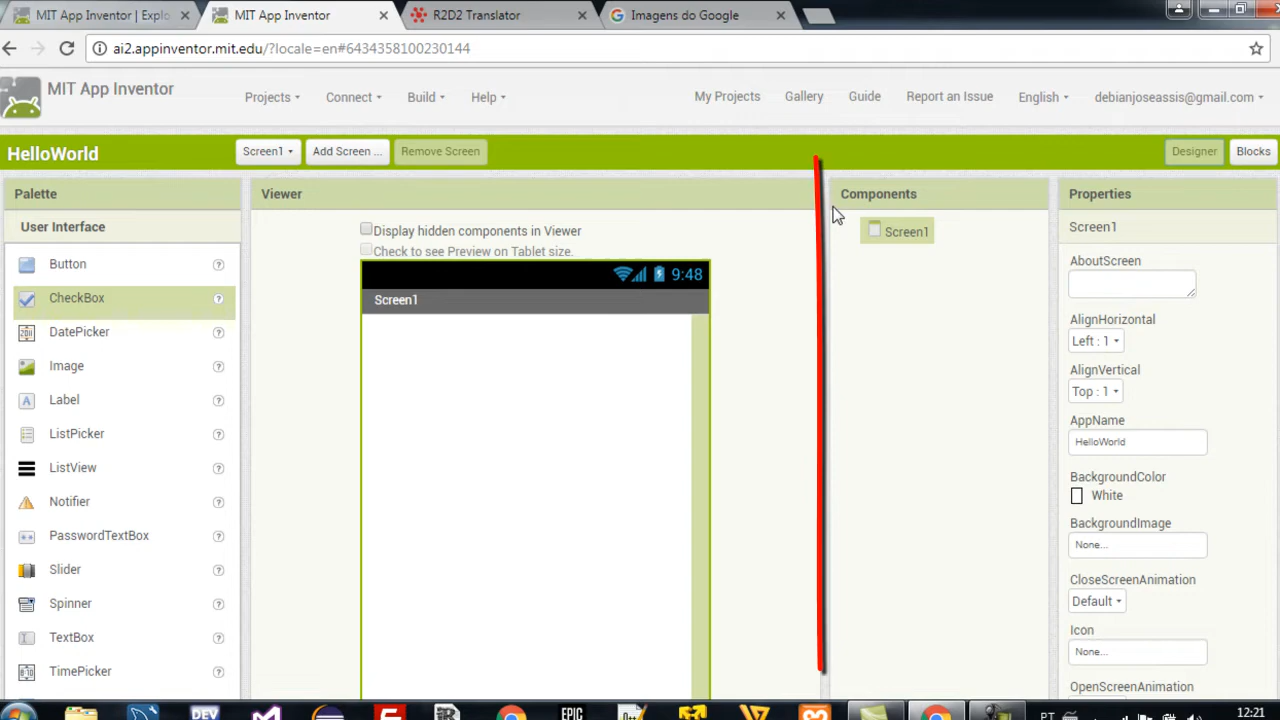 MIT App Inventor | Explo
MIT App Inventor
R2D2 Translator
Imagens do Google
ai2.appinventor.mit.edu/?locale=en#6434358100230144
MIT App Inventor
Projects
Connect
Build
Help
My Projects
Gallery
Guide
Report an Issue
English
debianjoseassis@gmail.com
HelloWorld
Screen1
Add Screen ...
Remove Screen
Designer
Blocks
Palette
Viewer
Components
Properties
User Interface
Button
CheckBox
DatePicker
Image
Label
ListPicker
ListView
Notifier
PasswordTextBox
Slider
Spinner
TextBox
TimePicker
Display hidden components in Viewer
Check to see Preview on Tablet size.
9:48
Screen1
Screen1
Screen1
AboutScreen
AlignHorizontal
Left : 1
AlignVertical
Top : 1
AppName
HelloWorld
BackgroundColor
White
BackgroundImage
None...
CloseScreenAnimation
Default
Icon
None...
OpenScreenAnimation
DEV
EPIC
PT
12:21